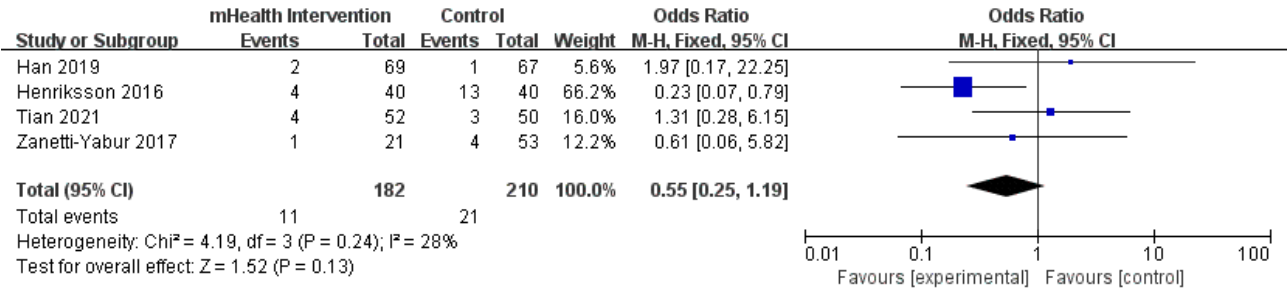 mHealth Intervention Control Odds Ratio Odds Ratio
Study or Subgroup Events Total Events Total Weight M-H, Fixed, 95% CI M-H, Fixed, 95% CI
Han 2019 2 69 1 67 5.6% 1.97 [0.17, 22.25]
Henriksson 2016 4 40 13 40 66.2% 0.23 [0.07, 0.79]
Tian 2021 4 52 3 50 16.0% 1.31 [0.28, 6.15]
Zanetti-Yabur 2017 1 21 4 53 12.2% 0.61 [0.06, 5.82]
Total (95% CI) 182 210 100.0% 0.55 [0.25, 1.19]
Total events 11 21
Heterogeneity: Chi² = 4.19, df = 3 (P = 0.24); I² = 28%
Test for overall effect: Z = 1.52 (P = 0.13)
0.01 0.1 1 10 100
Favours [experimental] Favours [control]